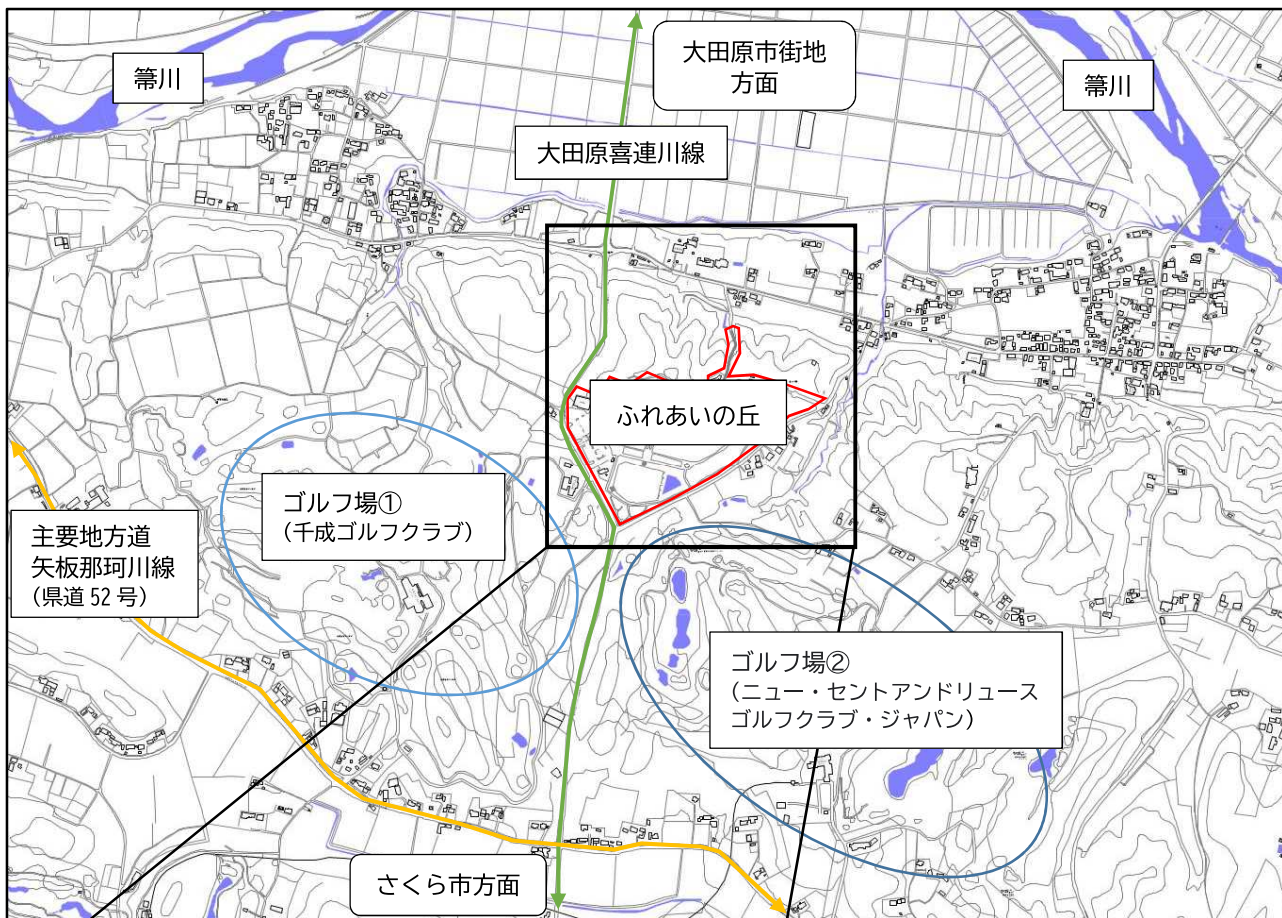 大田原市街地
方面
箒川
箒川
大田原喜連川線
ふれあいの丘
ゴルフ場①
(千成ゴルフクラブ)
主要地方道
矢板那珂川線
(県道 52 号)
ゴルフ場②
(ニュー・セントアンドリュース
ゴルフクラブ・ジャパン)
さくら市方面